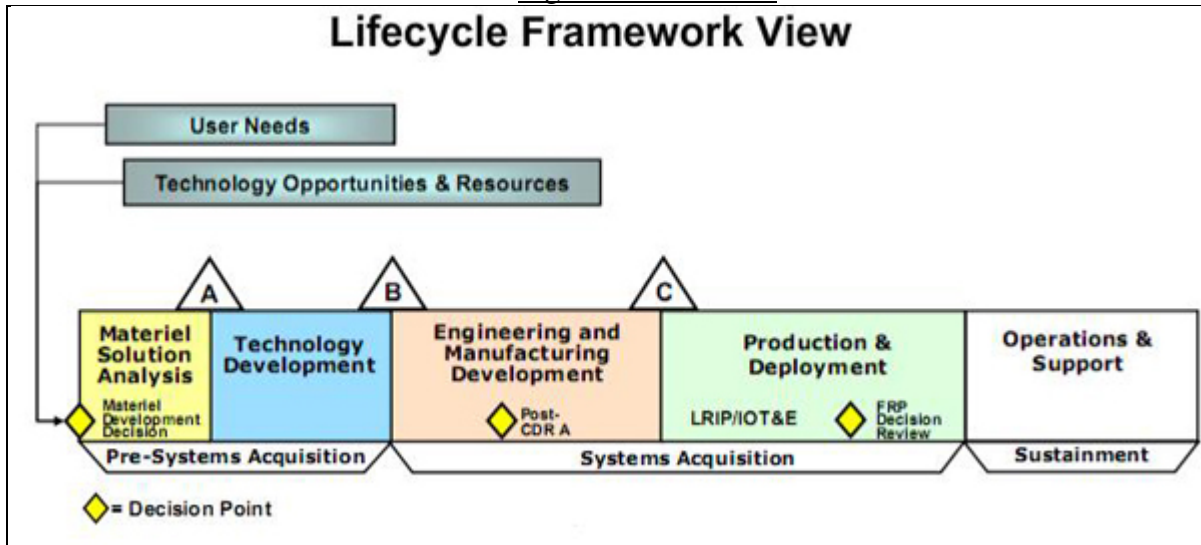 Lifecycle Framework View
User Needs
Technology Opportunities & Resources
A
B
C
Materiel
Solution
Analysis
Materiel
Development
Decision
Technology
Development
Engineering and
Manufacturing
Development
Post-
CDR A
Production &
Deployment
LRIP/IOT&E
FRP
Decision
Review
Operations &
Support
Pre-Systems Acquisition
Systems Acquisition
Sustainment
= Decision Point